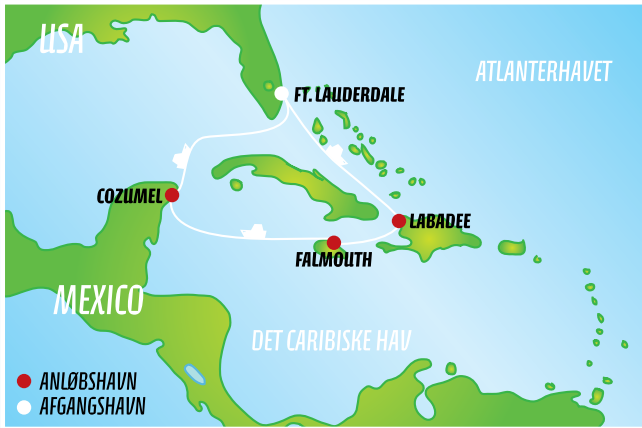 USA
ATLANTERHAVET
FT. LAUDERDALE
COZUMEL
LABADEE
FALMOUTH
MEXICO
DET CARIBISKE HAV
ANLØBSHAVN
AFGANGSHAVN